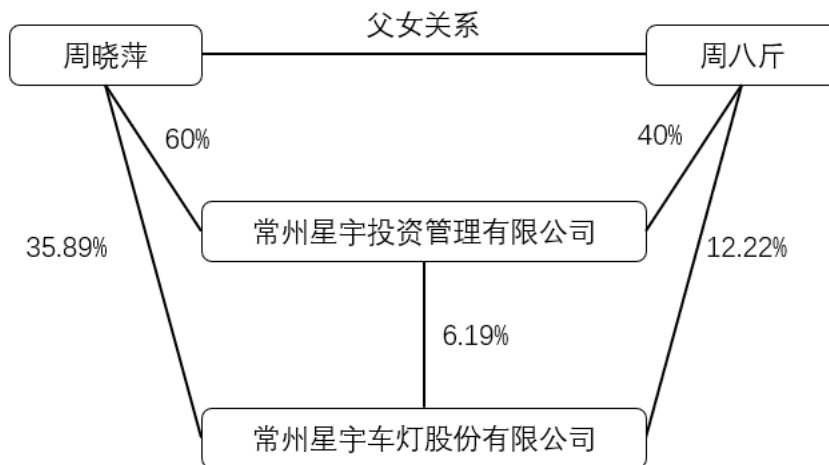 父女关系
周晓萍
周八斤
60%
40%
常州星宇投资管理有限公司
35.89%
12.22%
6.19%
常州星宇车灯股份有限公司